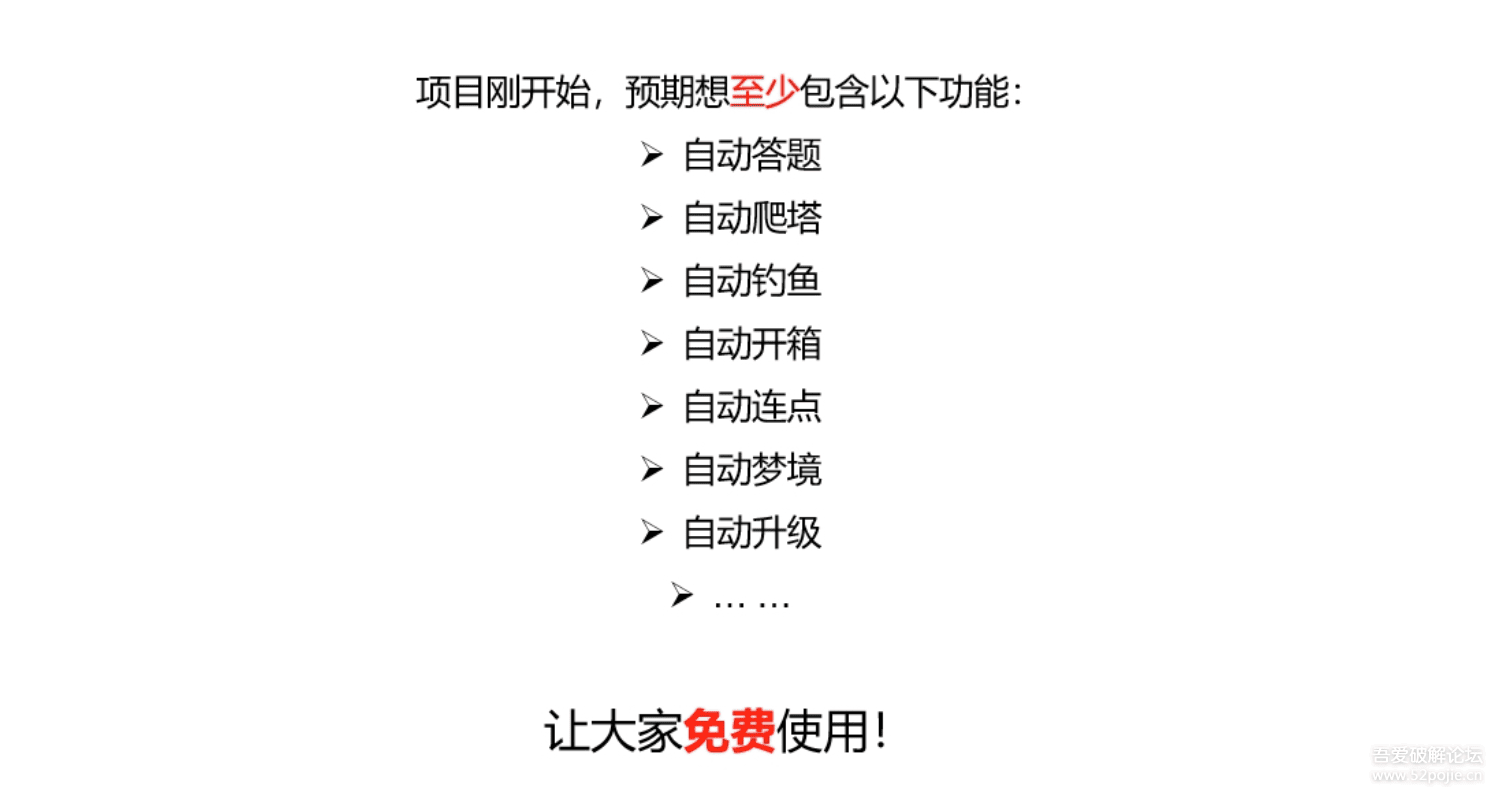 项目刚开始，预期想至少包含以下功能：
➢ 自动答题
➢ 自动爬塔
➢ 自动钓鱼
➢ 自动开箱
➢ 自动连点
➢ 自动梦境
➢ 自动升级
➢ … …
让大家免费使用！
吾爱破解论坛
www.52pojie.cn